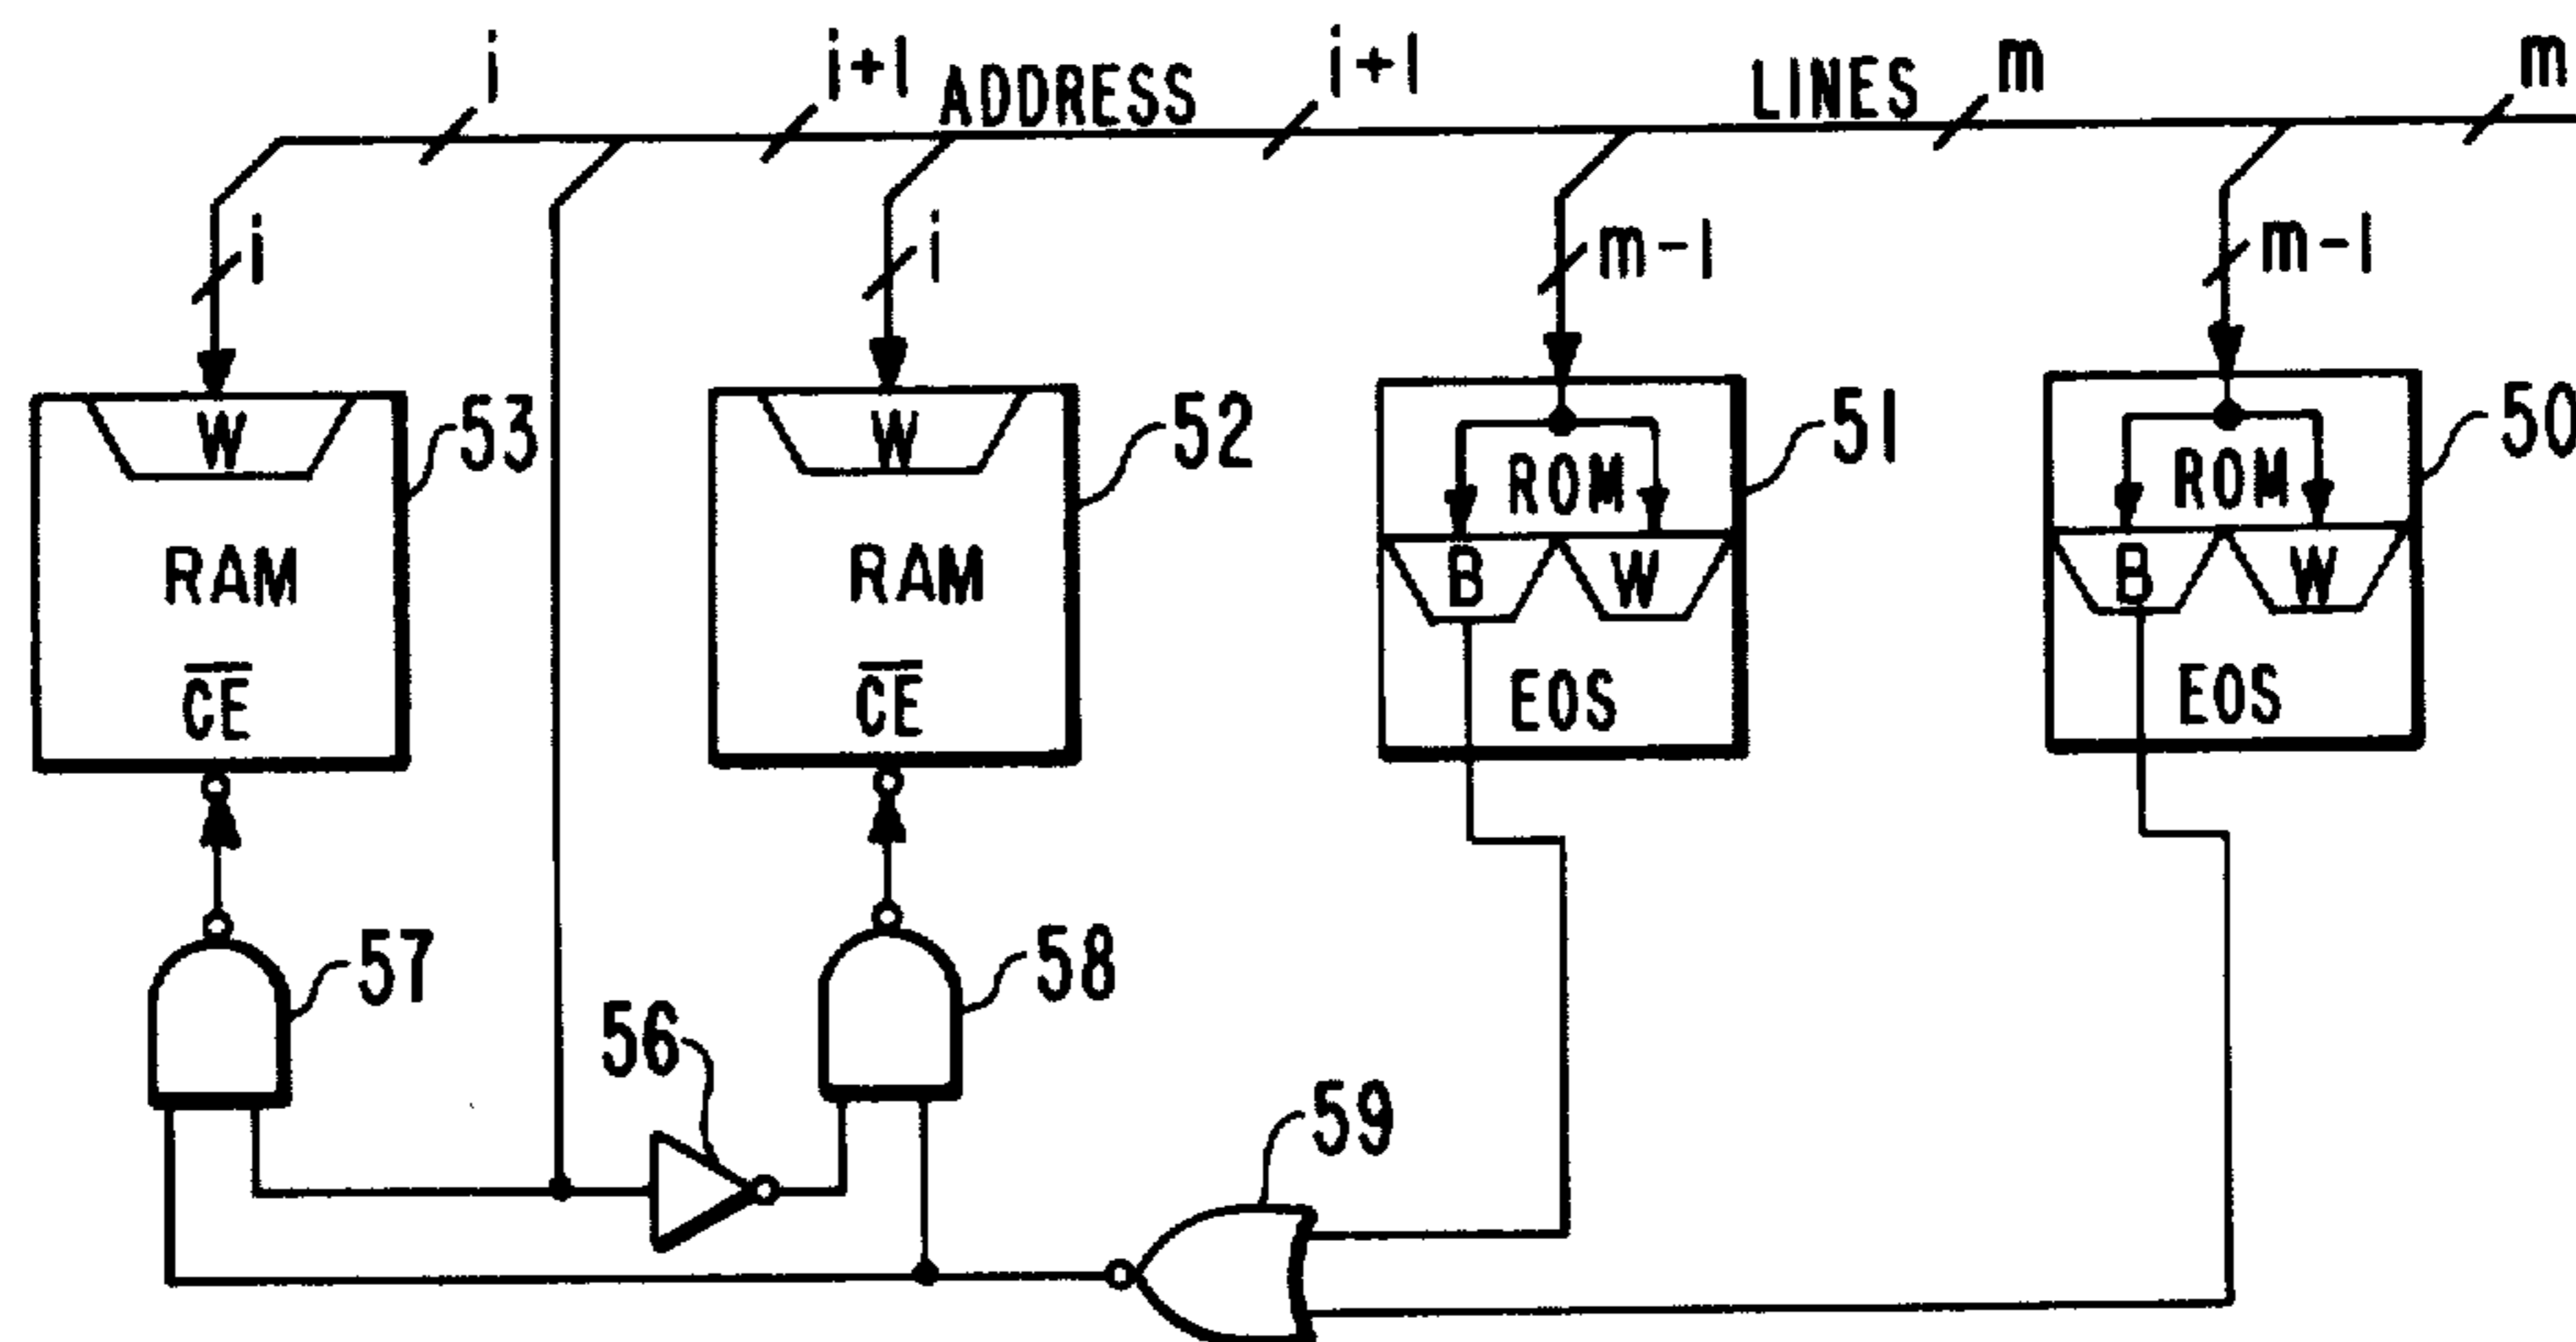 i i+1 ADDRESS i+1 LINES m m
i i m-1 m-1
W 53 W 52 ROM 51 ROM 50
RAM RAM B W B W
CE CE EOS EOS
57 58
56
59